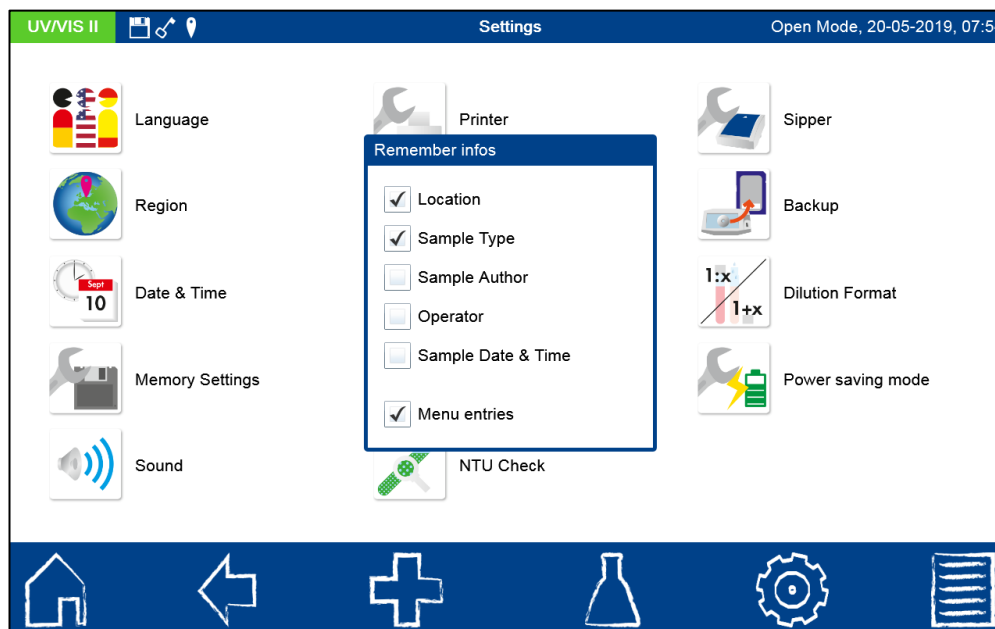 UV/VIS II
Settings
Open Mode, 20-05-2019, 07:5
Language
Printer
Sipper
Remember infos
Location
Sample Type
Sample Author
Operator
Sample Date & Time
Menu entries
Region
Backup
Sept
10
Date & Time
1:x
1+x
Dilution Format
Memory Settings
Power saving mode
Sound
NTU Check